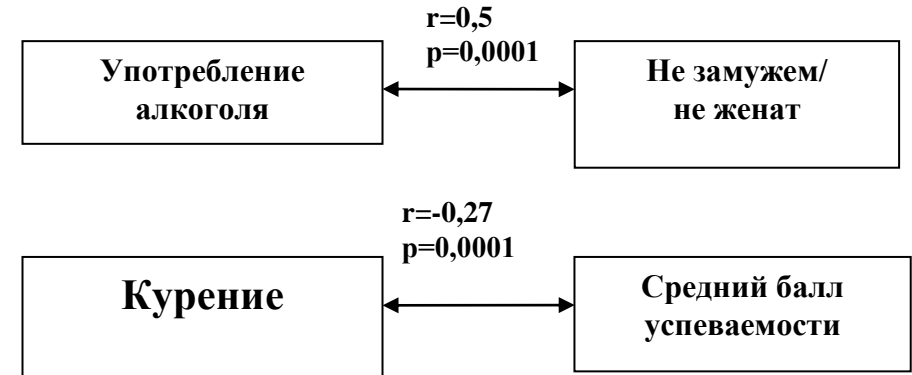 r=0,5
p=0,0001
Употребление
алкоголя
Не замужем/
не женат
r=-0,27
p=0,0001
Курение
Средний балл
успеваемости